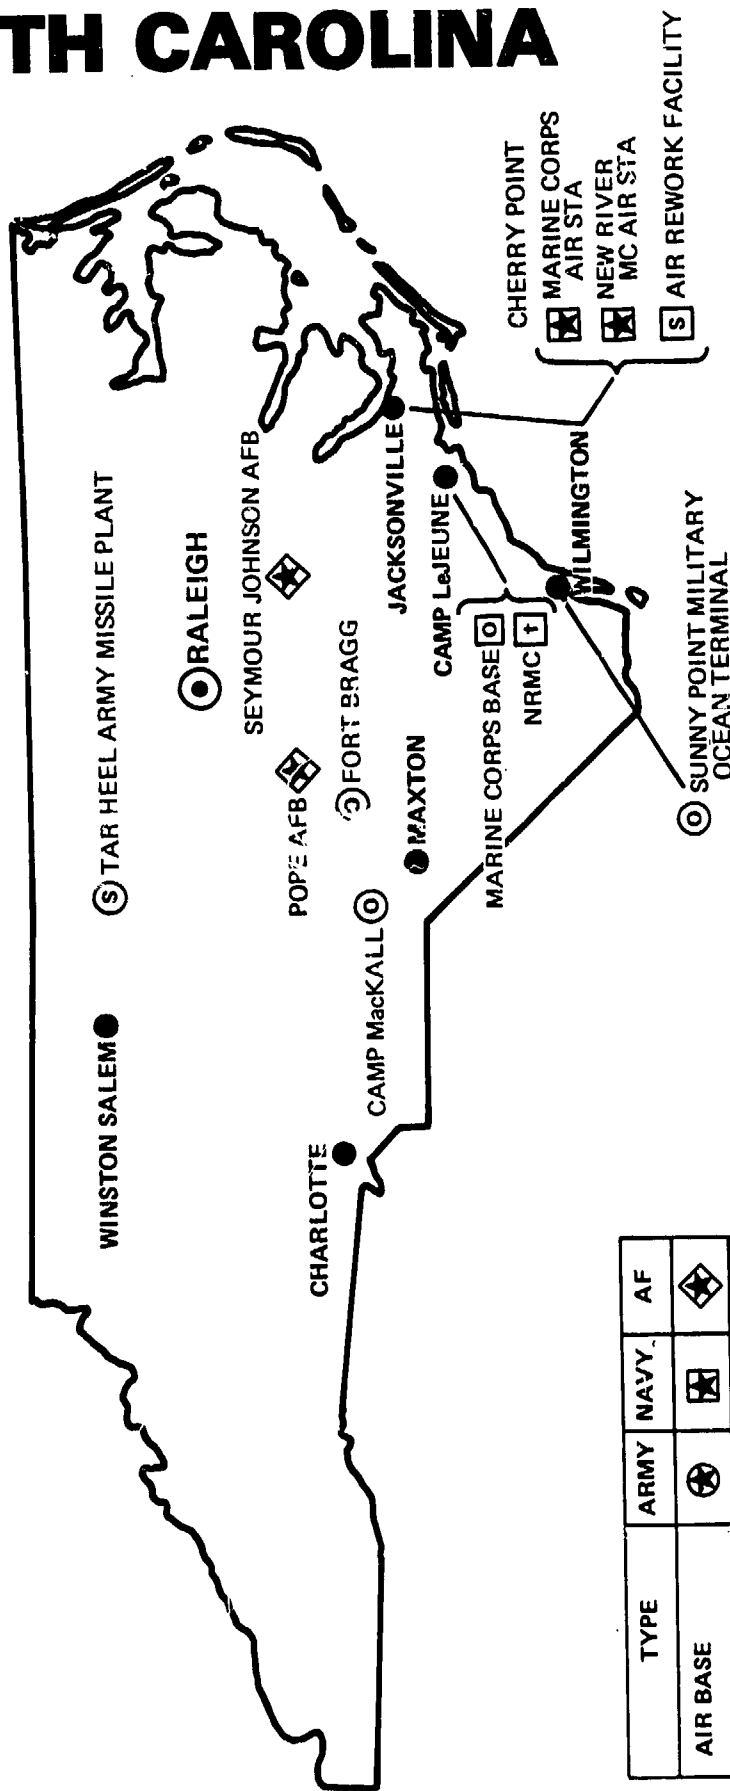 TH CAROLINA
WINSTON SALEM
S TAR HEEL ARMY MISSILE PLANT
RALEIGH
SEYMOUR JOHNSON AFB
POPE AFB
FORT BRAGG
CHARLOTTE
CAMP MacKALL O
MAXTON
JACKSONVILLE
CAMP LeJEUNE
MARINE CORPS BASE O
NRMC t
WILMINGTON
CHERRY POINT
MARINE CORPS
AIR STA
NEW RIVER
MC AIR STA
S AIR REWORK FACILITY
O SUNNY POINT MILITARY
OCEAN TERMINAL
TYPE ARMY NAVY AF
AIR BASE